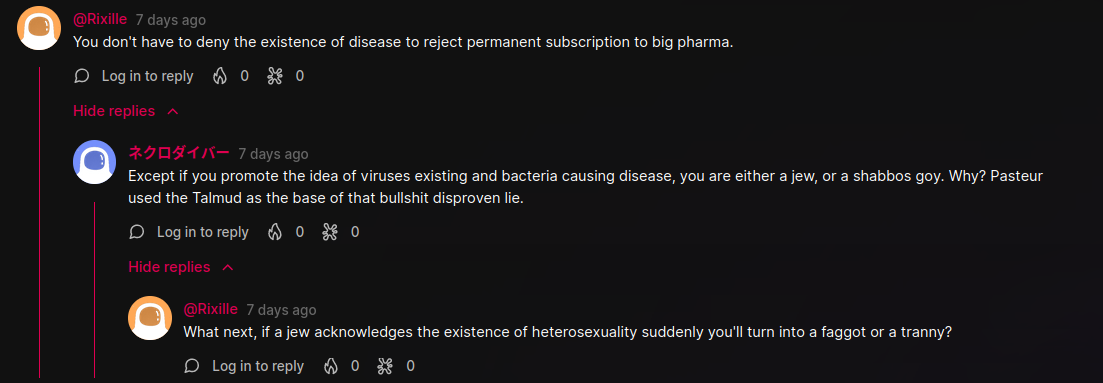 @Rixille 7 days ago
You don't have to deny the existence of disease to reject permanent subscription to big pharma.
Log in to reply 0 0
Hide replies
ネクロダイバー 7 days ago
Except if you promote the idea of viruses existing and bacteria causing disease, you are either a jew, or a shabbos goy. Why? Pasteur
used the Talmud as the base of that bullshit disproven lie.
Log in to reply 0 0
Hide replies
@Rixille 7 days ago
What next, if a jew acknowledges the existence of heterosexuality suddenly you'll turn into a faggot or a tranny?
Log in to reply 0 0